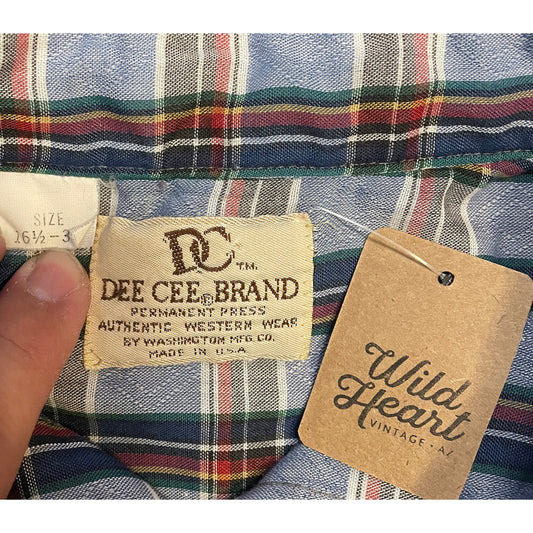 SIZE
16½-3
DC T.M.
DEE CEE® BRAND
PERMANENT PRESS
AUTHENTIC WESTERN WEAR
BY WASHINGTON MFG. CO.
MADE IN U.S.A.
Wild
Heart
VINTAGE • AZ